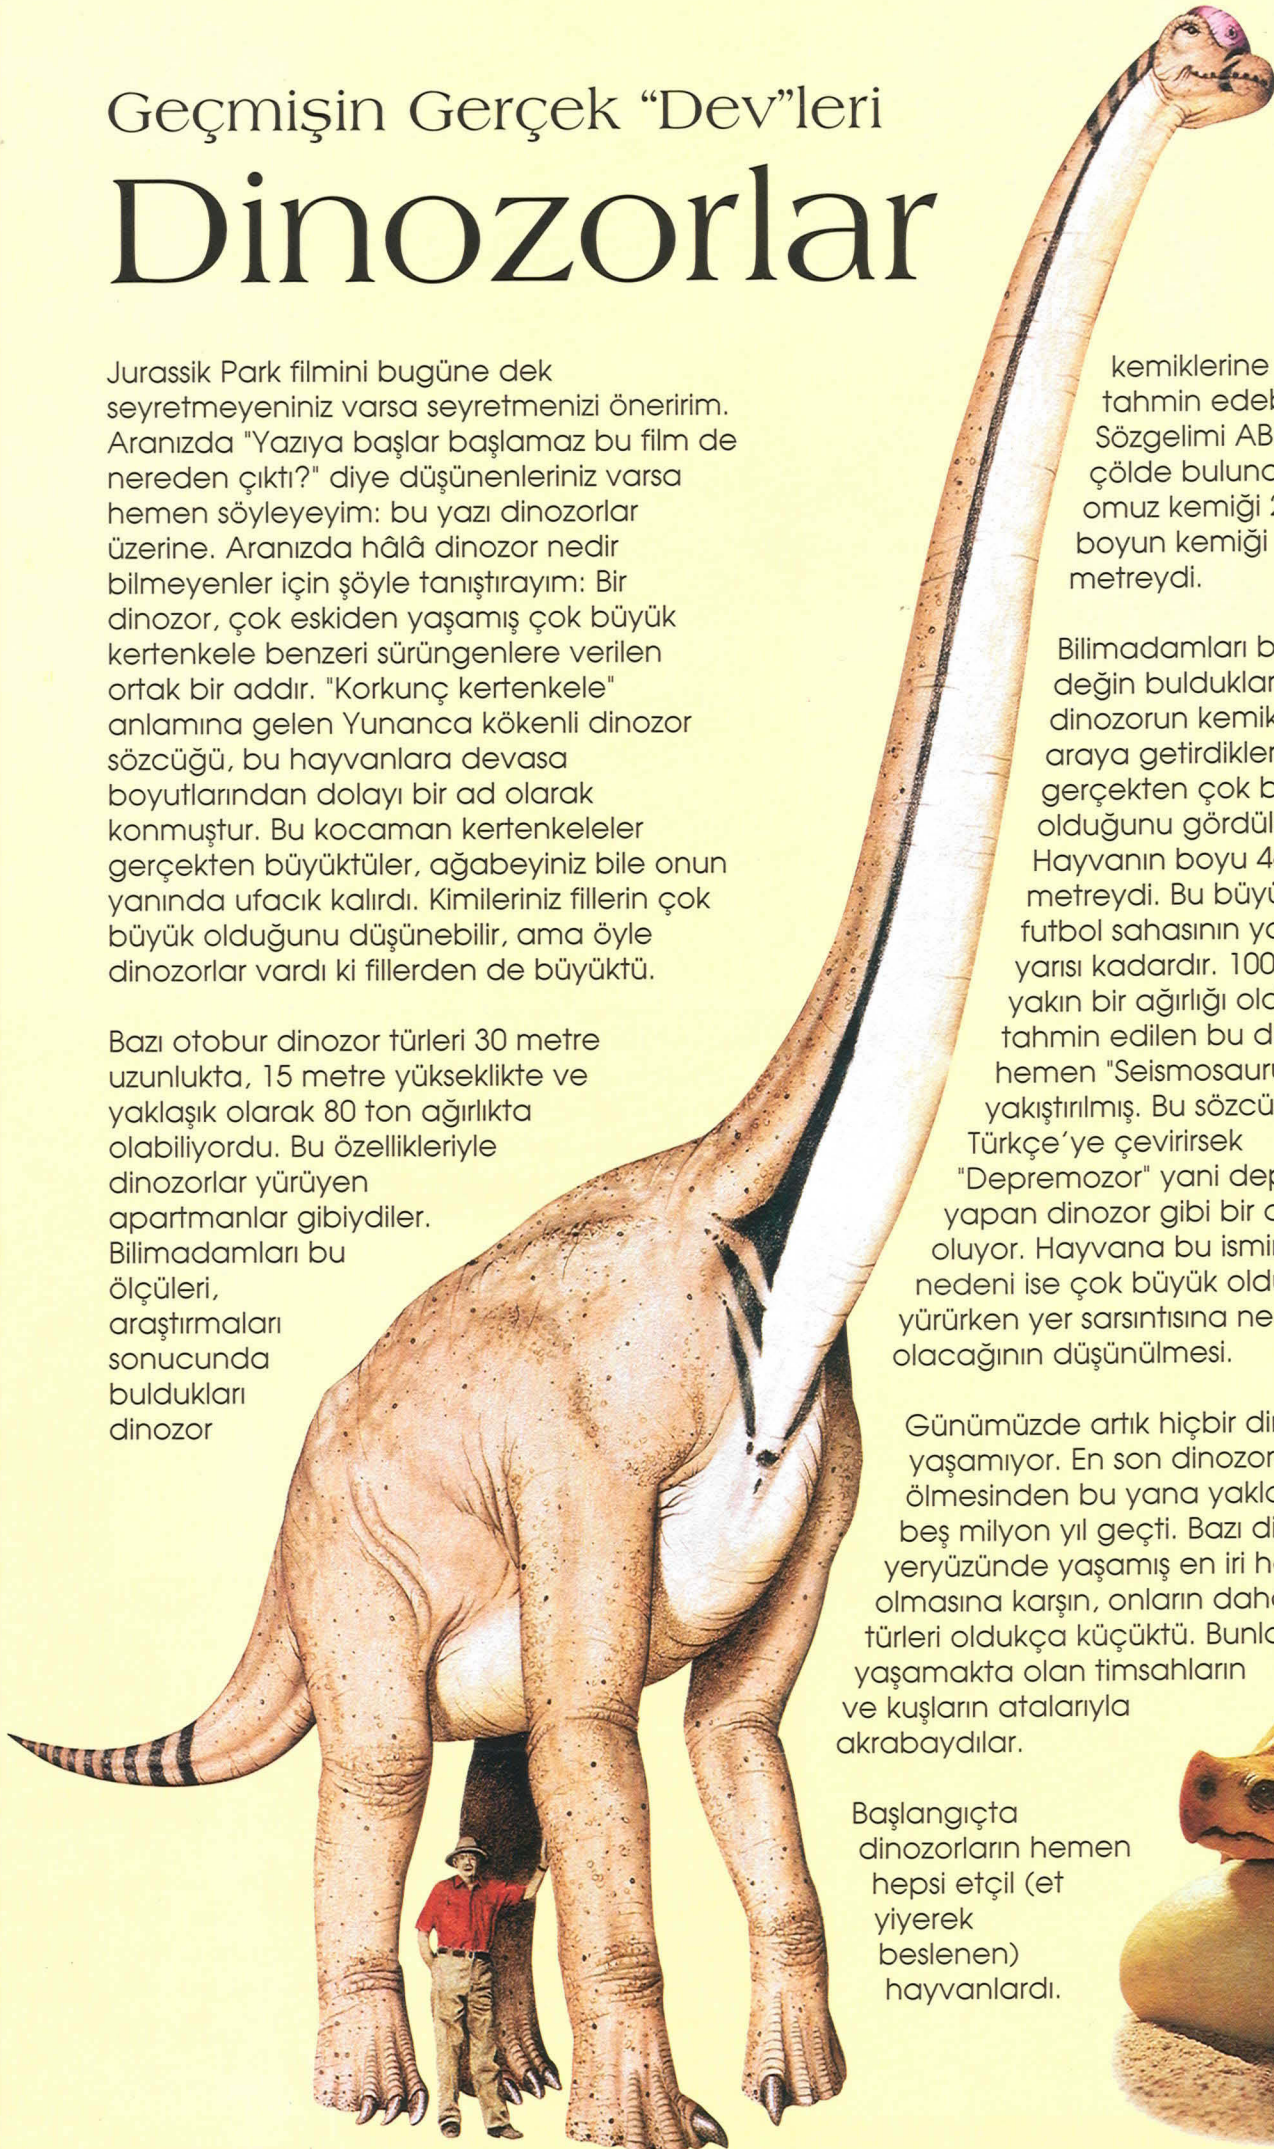 Geçmişin Gerçek “Dev”leri
Dinozorlar
Jurassik Park filmini bugüne dek
seyretmeyeniniz varsa seyretmenizi öneririm.
Aranızda "Yazıya başlar başlamaz bu film de
nereden çıktı?" diye düşünenleriniz varsa
hemen söyleyeyim: bu yazı dinozorlar
üzerine. Aranızda hâlâ dinozor nedir
bilmeyenler için şöyle tanıştırayım: Bir
dinozor, çok eskiden yaşamış çok büyük
kertenkele benzeri sürüngenlere verilen
ortak bir addır. "Korkunç kertenkele"
anlamına gelen Yunanca kökenli dinozor
sözcüğü, bu hayvanlara devasa
boyutlarından dolayı bir ad olarak
konmuştur. Bu kocaman kertenkeleler
gerçekten büyüktüler, ağabeyiniz bile onun
yanında ufacık kalırdı. Kimileriniz fillerin çok
büyük olduğunu düşünebilir, ama öyle
dinozorlar vardı ki fillerden de büyüktü.
Bazı otobur dinozor türleri 30 metre
uzunlukta, 15 metre yükseklikte ve
yaklaşık olarak 80 ton ağırlıkta
olabiliyordu. Bu özellikleriyle
dinozorlar yürüyen
apartmanlar gibiydiler.
Bilimadamları bu
ölçüleri,
araştırmaları
sonucunda
buldukları
dinozor
kemiklerine
tahmin
Sözgelimi
çölde
omuz kemiği
boyun kemiği
metreydi.
Bilimadamları
değin
dinozorun
araya
gerçekten çok
olduğunu
Hayvanın boyu
metreydi. Bu
futbol sahasının
yarısı kadardır. 100
yakın bir ağırlığı
tahmin edilen bu
hemen
yakıştırılmış. Bu
Türkçe’ye çevirirsek
"Depremozor" yani
yapan dinozor gibi bir
oluyor. Hayvana bu
nedeni ise çok büyük
yürürken yer sarsıntısına
olacağının düşünülmesi.
Günümüzde artık hiçbir
yaşamıyor. En son
ölmesinden bu yana
beş milyon yıl geçti. Bazı
yeryüzünde yaşamış en iri
olmasına karşın, onların
türleri oldukça küçüktü.
yaşamakta olan timsahların
ve kuşların atalarıyla
akrabaydılar.
Başlangıçta
dinozorların hemen
hepsi etçil (et
yiyerek
beslenen)
hayvanlardı.